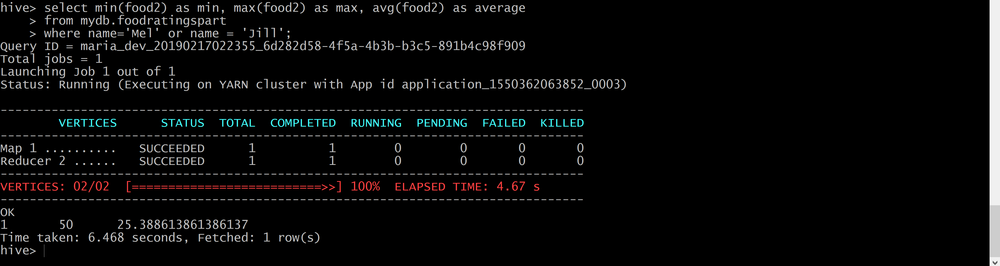 hive> select min(food2) as min, max(food2) as max, avg(food2) as average
    > from mydb.foodratingspart
    > where name='Mel' or name = 'Jill';
Query ID = maria_dev_20190217022355_6d282d58-4f5a-4b3b-b3c5-891b4c98f909
Total jobs = 1
Launching Job 1 out of 1
Status: Running (Executing on YARN cluster with App id application_1550362063852_0003)
--------------------------------------------------------------------------------
        VERTICES      STATUS  TOTAL  COMPLETED  RUNNING  PENDING  FAILED  KILLED
--------------------------------------------------------------------------------
Map 1 ..........   SUCCEEDED      1          1        0        0       0       0
Reducer 2 ......   SUCCEEDED      1          1        0        0       0       0
--------------------------------------------------------------------------------
VERTICES: 02/02  [==========================>>] 100%  ELAPSED TIME: 4.67 s
--------------------------------------------------------------------------------
OK
1       50      25.388613861386137
Time taken: 6.468 seconds, Fetched: 1 row(s)
hive>